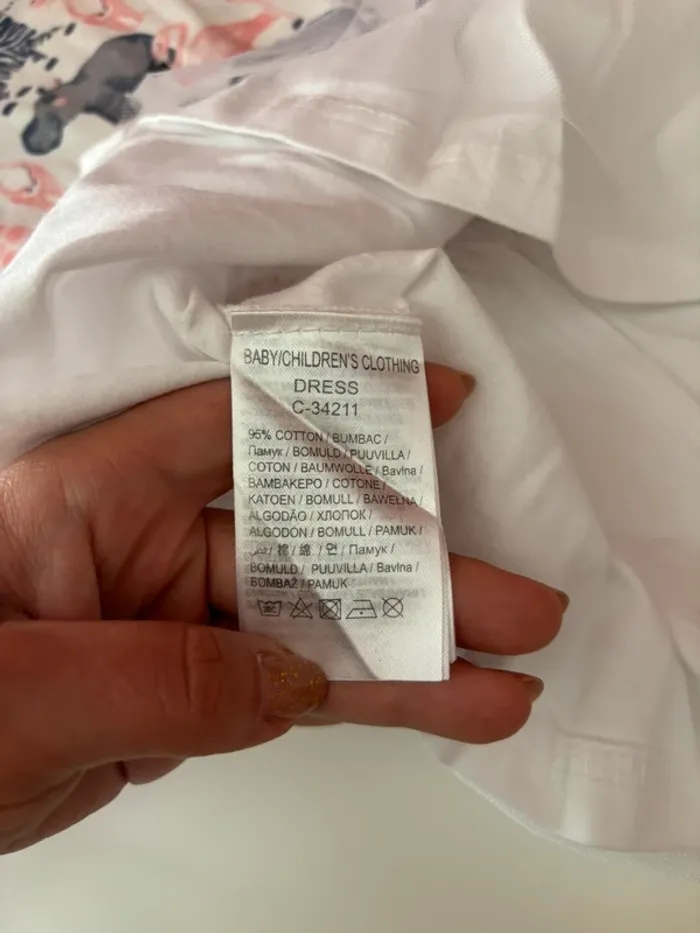 BABY/CHILDREN'S CLOTHING
DRESS
C-34211
95% COTTON / BUMBAC /
Памук / BOMULD / PUUVILLA /
COTON / BAUMWOLLE / Bavlna /
BAMBAKEPO / COTONE /
KATOEN / BOMULL / BAWEŁNA /
ALGODÃO / ХЛОПОК /
ALGODÓN / BOMULL / PAMUK /
/ 棉 / 綿 / 면 / Памук /
BOMULD / PUUVILLA / Bavlna /
BOMBAŽ / PAMUK